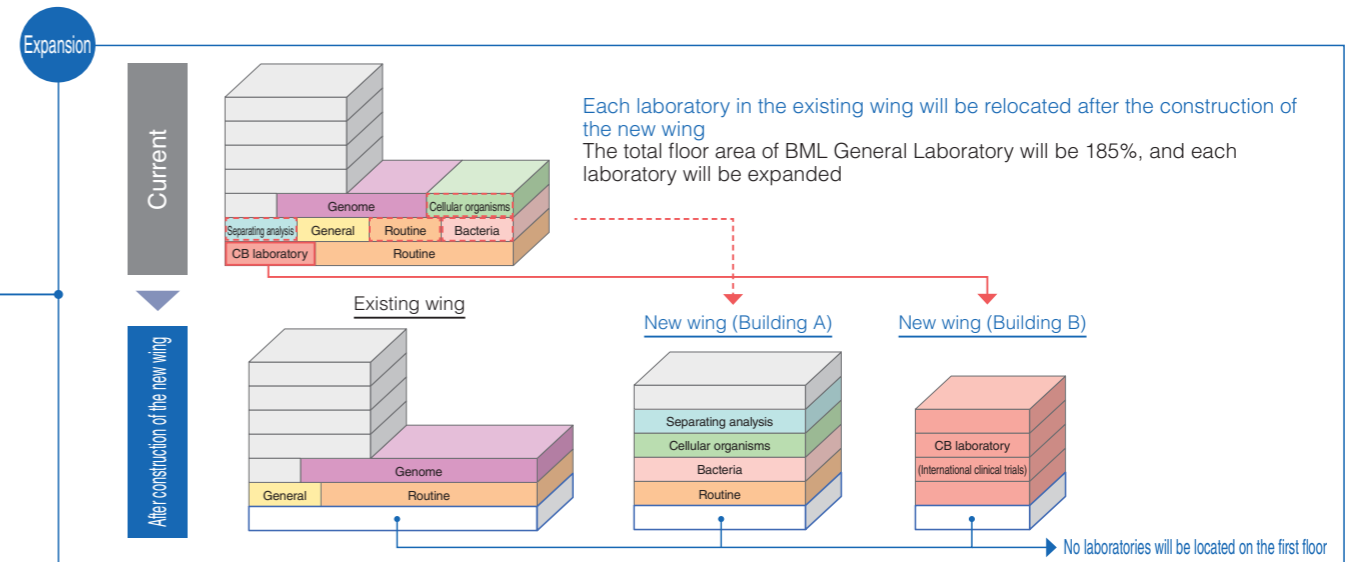 Expansion
Current
Each laboratory in the existing wing will be relocated after the construction of
the new wing
The total floor area of BML General Laboratory will be 185%, and each
laboratory will be expanded
Genome
Cellular organisms
Separating analysis
General
Routine
Bacteria
CB laboratory
Routine
After construction of the new wing
Existing wing
New wing (Building A)
New wing (Building B)
Genome
General
Routine
Separating analysis
Cellular organisms
Bacteria
Routine
CB laboratory
(International clinical trials)
No laboratories will be located on the first floor